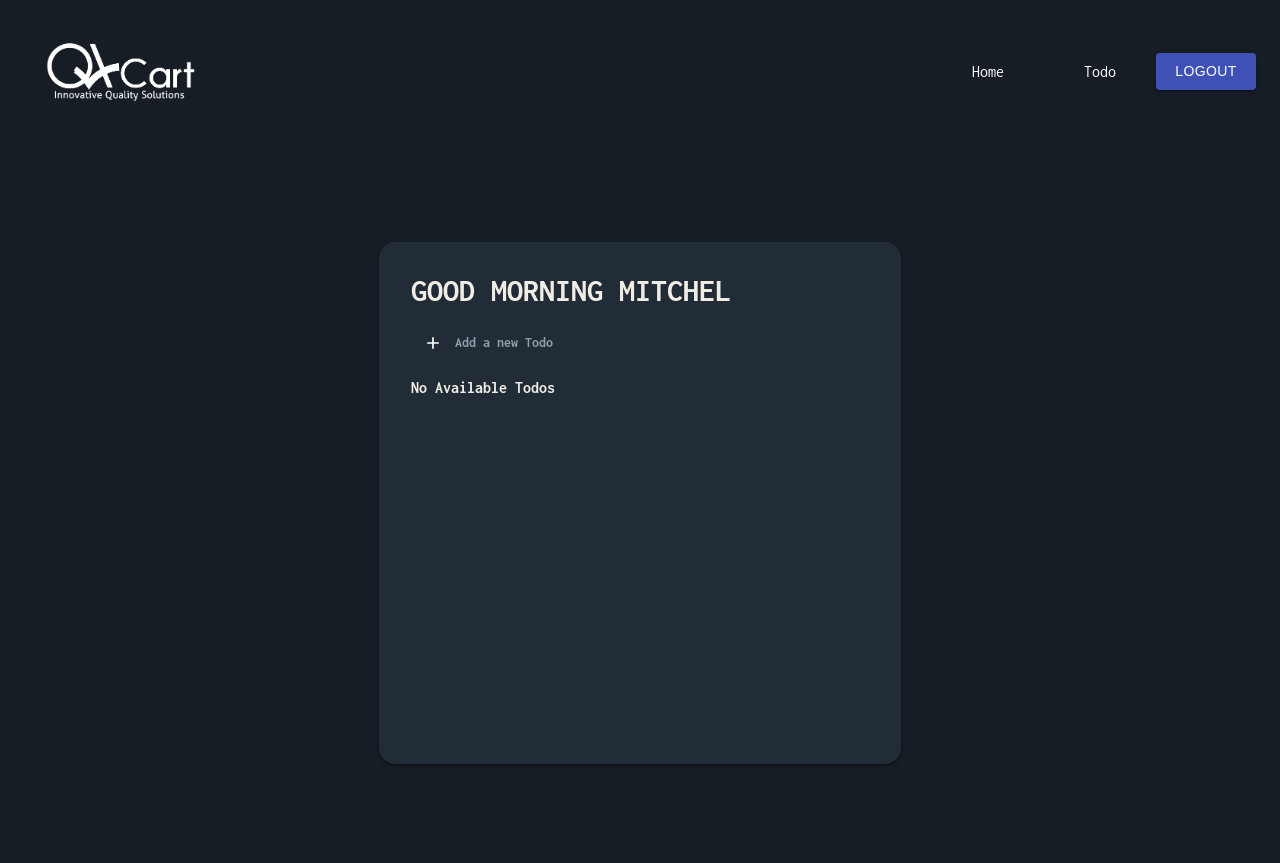 QACart
Innovative Quality Solutions
Home
Todo
LOGOUT
GOOD MORNING MITCHEL
Add a new Todo
No Available Todos